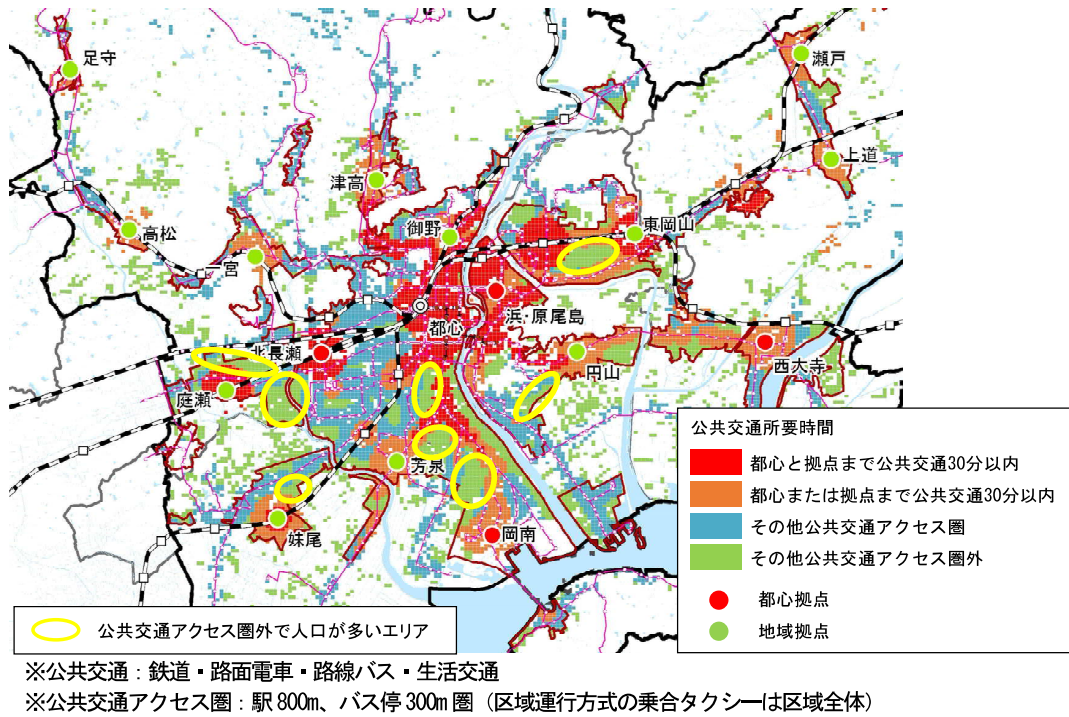 足守
瀬戸
上道
津高
御野
東岡山
高松
一宮
浜・原尾島
都心
北長瀬
円山
西大寺
庭瀬
芳泉
妹尾
岡南
公共交通所要時間
都心と拠点まで公共交通30分以内
都心または拠点まで公共交通30分以内
その他公共交通アクセス圏
その他公共交通アクセス圏外
都心拠点
地域拠点
公共交通アクセス圏外で人口が多いエリア
※公共交通：鉄道・路面電車・路線バス・生活交通
※公共交通アクセス圏：駅800m、バス停300m圏（区域運行方式の乗合タクシーは区域全体）